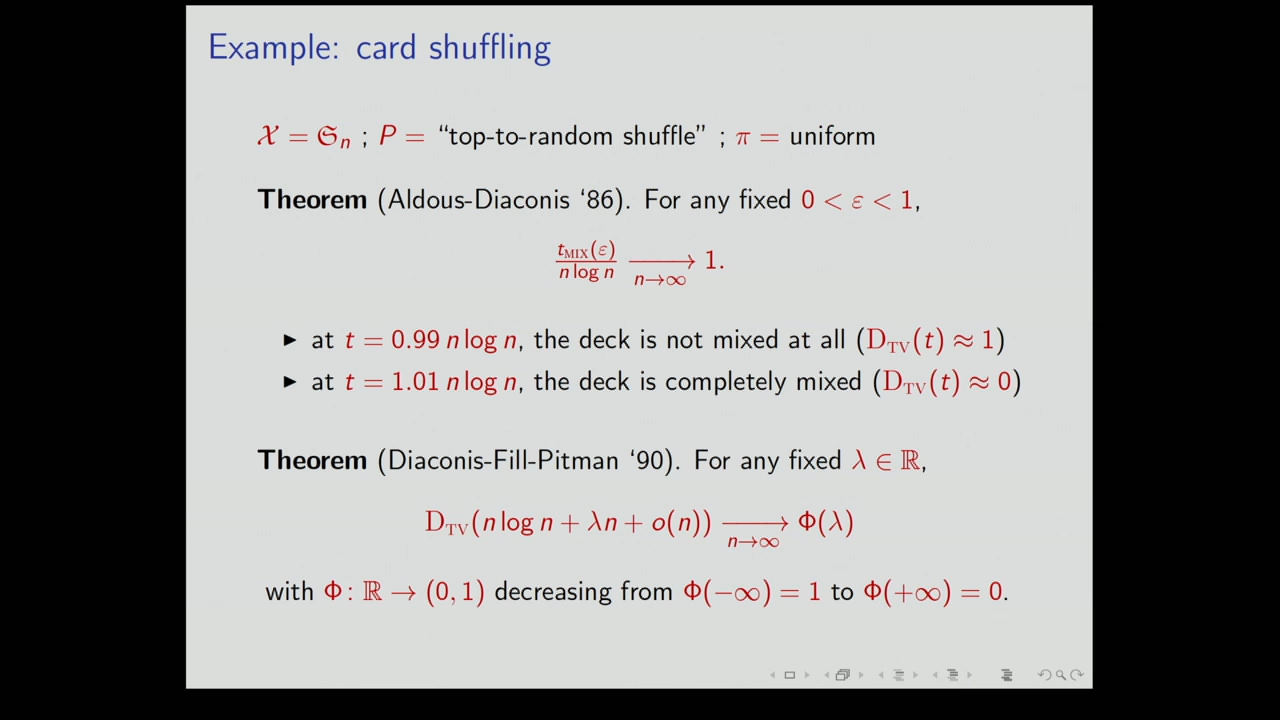 Example: card shuffling
𝒳 = 𝔖ₙ ; P = “top-to-random shuffle” ; π = uniform
Theorem (Aldous-Diaconis ‘86). For any fixed 0 < ε < 1,
t_MIX(ε) / n log n ⟶_{n→∞} 1.
▶ at t = 0.99 n log n, the deck is not mixed at all (D_TV(t) ≈ 1)
▶ at t = 1.01 n log n, the deck is completely mixed (D_TV(t) ≈ 0)
Theorem (Diaconis-Fill-Pitman ‘90). For any fixed λ ∈ ℝ,
D_TV(n log n + λn + o(n)) ⟶_{n→∞} Φ(λ)
with Φ: ℝ → (0, 1) decreasing from Φ(−∞) = 1 to Φ(+∞) = 0.